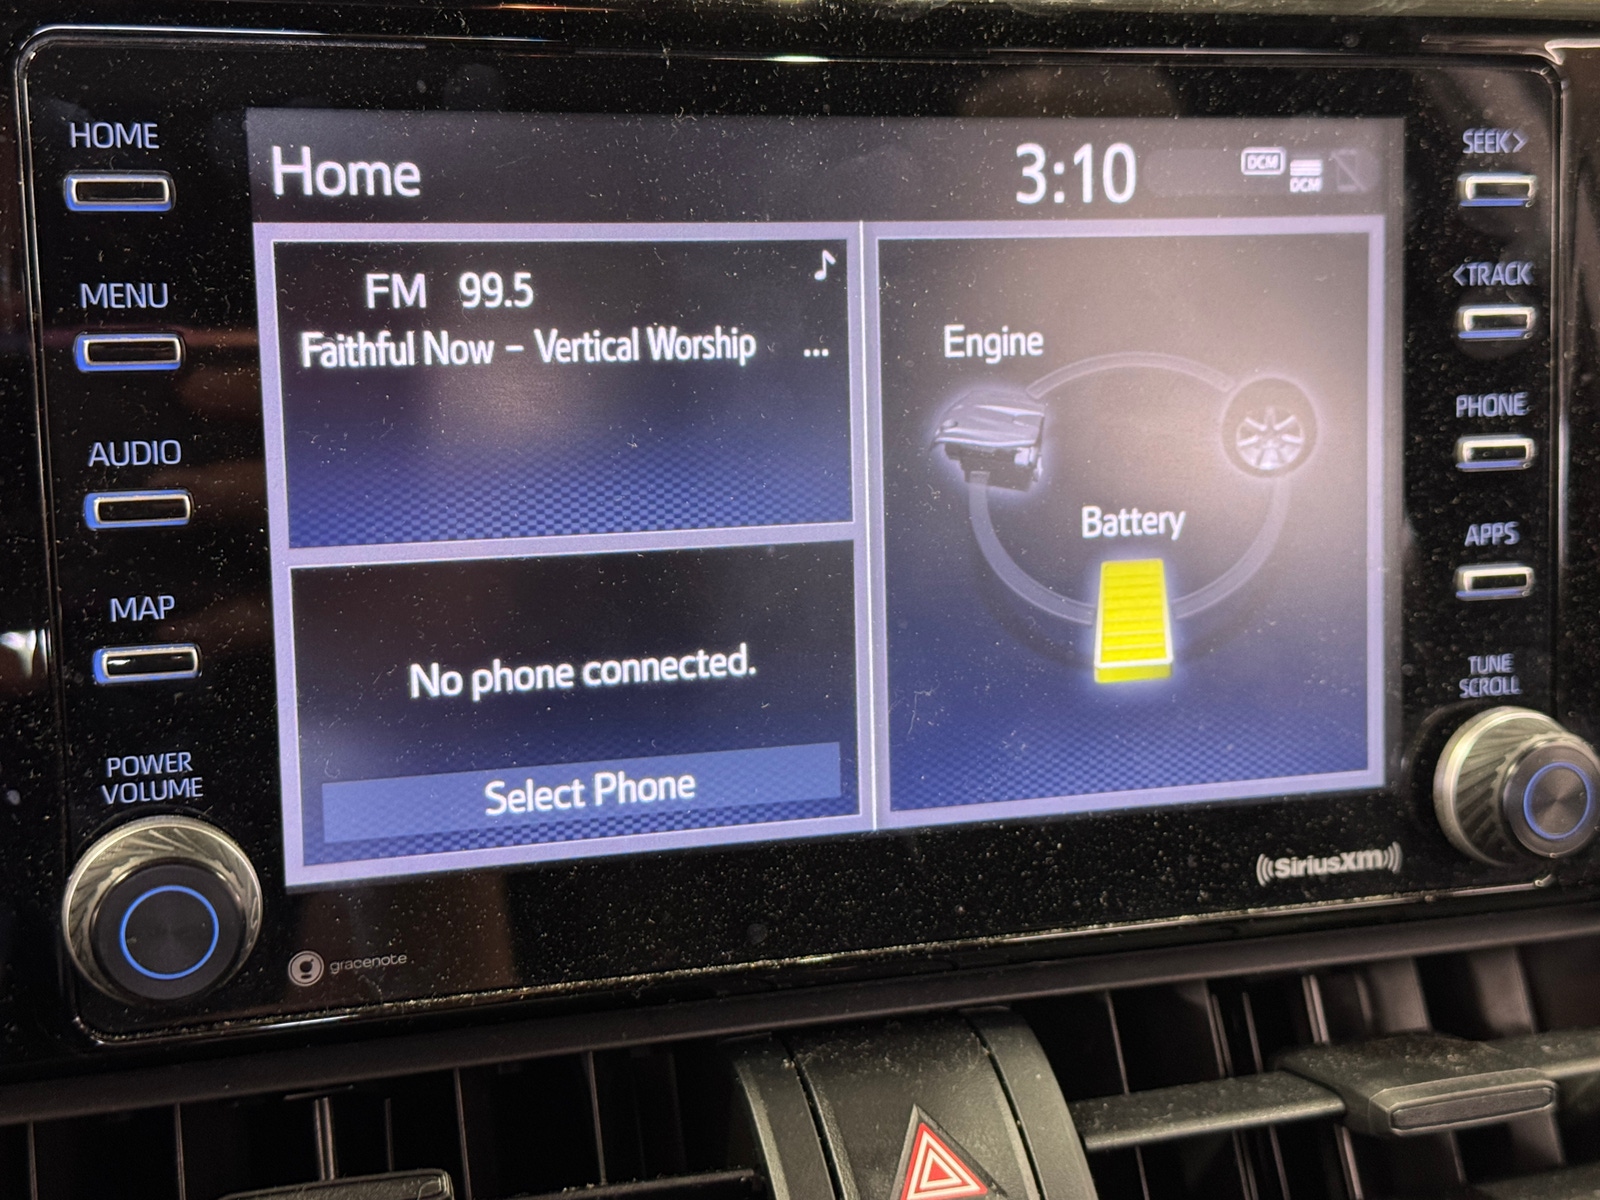 HOME
MENU
AUDIO
MAP
POWER
VOLUME
Home
3:10
DCM
DCM
FM 99.5
Faithful Now – Vertical Worship ...
No phone connected.
Select Phone
Engine
Battery
SEEK>
<TRACK
PHONE
APPS
TUNE
SCROLL
((SiriusXM))
gracenote